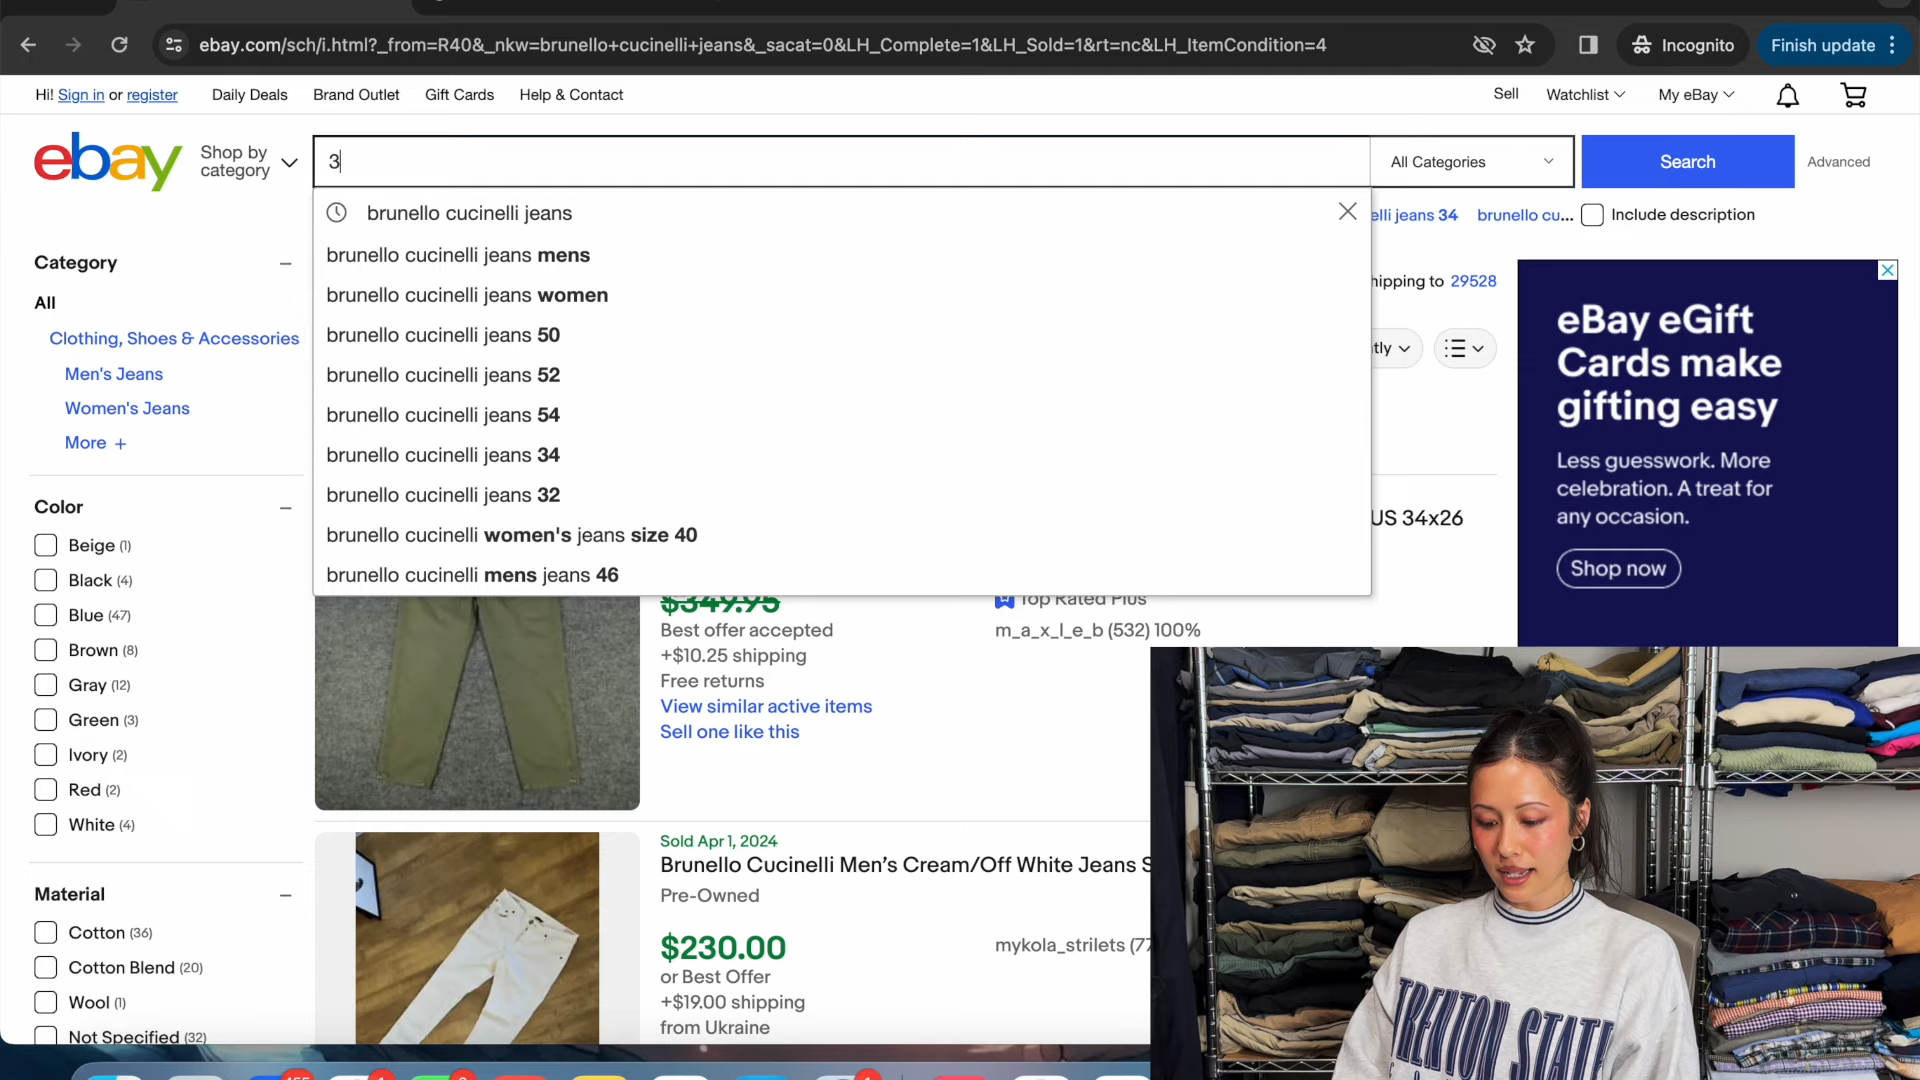 ebay.com/sch/i.html?_from=R40&_nkw=brunello+cucinelli+jeans&_sacat=0&LH_Complete=1&LH_Sold=1&rt=nc&LH_ItemCondition=4
Incognito
Finish update
Hi! Sign in or register
Daily Deals
Brand Outlet
Gift Cards
Help & Contact
Sell
Watchlist
My eBay
ebay
Shop by category
3
All Categories
Search
Advanced
brunello cucinelli jeans
elli jeans 34
brunello cu...
Include description
brunello cucinelli jeans mens
brunello cucinelli jeans women
brunello cucinelli jeans 50
brunello cucinelli jeans 52
brunello cucinelli jeans 54
brunello cucinelli jeans 34
brunello cucinelli jeans 32
brunello cucinelli women's jeans size 40
brunello cucinelli mens jeans 46
hipping to 29528
tly
US 34x26
Category
All
Clothing, Shoes & Accessories
Men's Jeans
Women's Jeans
More +
Color
Beige (1)
Black (4)
Blue (47)
Brown (8)
Gray (12)
Green (3)
Ivory (2)
Red (2)
White (4)
Material
Cotton (36)
Cotton Blend (20)
Wool (1)
Not Specified (32)
$349.95
Best offer accepted
+$10.25 shipping
Free returns
View similar active items
Sell one like this
Top Rated Plus
m_a_x_l_e_b (532) 100%
Sold Apr 1, 2024
Brunello Cucinelli Men's Cream/Off White Jeans S
Pre-Owned
$230.00
or Best Offer
+$19.00 shipping
from Ukraine
mykola_strilets (77
eBay eGift
Cards make
gifting easy
Less guesswork. More
celebration. A treat for
any occasion.
Shop now
TRENTON STATE